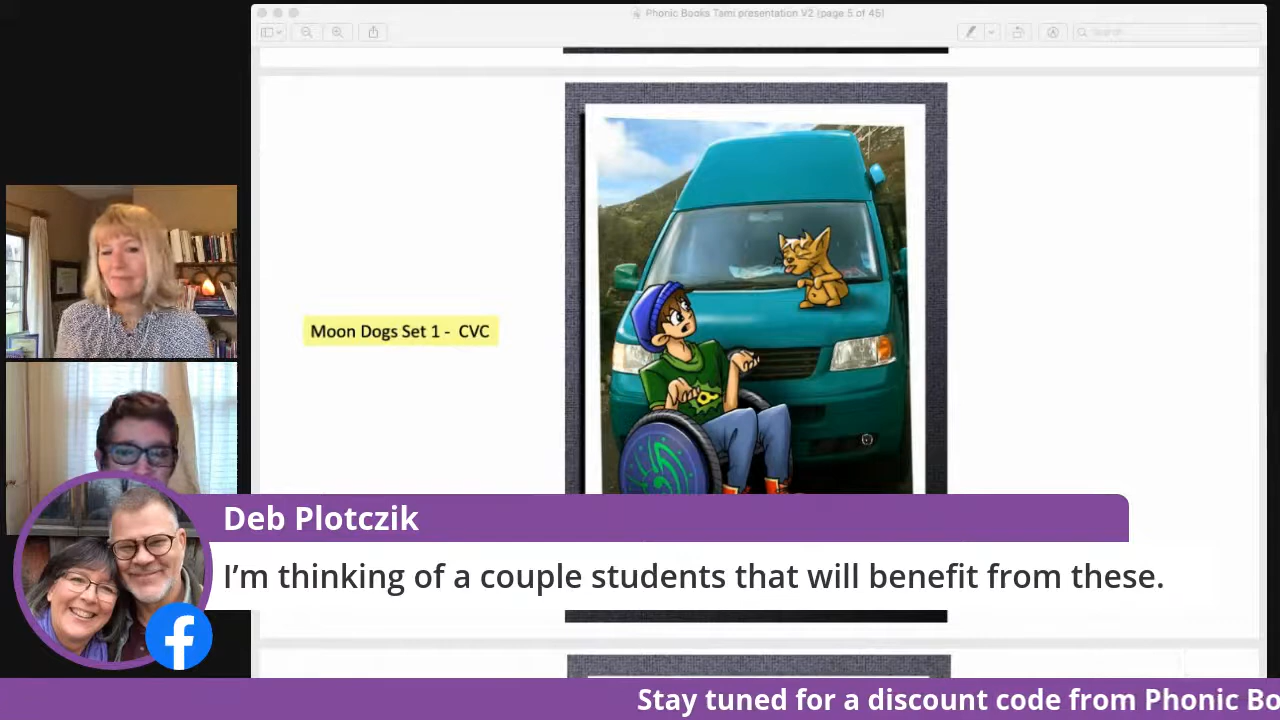 Phonic Books Tami presentation V2 (page 5 of 45)
Search
Moon Dogs Set 1 - CVC
Deb Plotczik
I'm thinking of a couple students that will benefit from these.
Stay tuned for a discount code from Phonic Bo